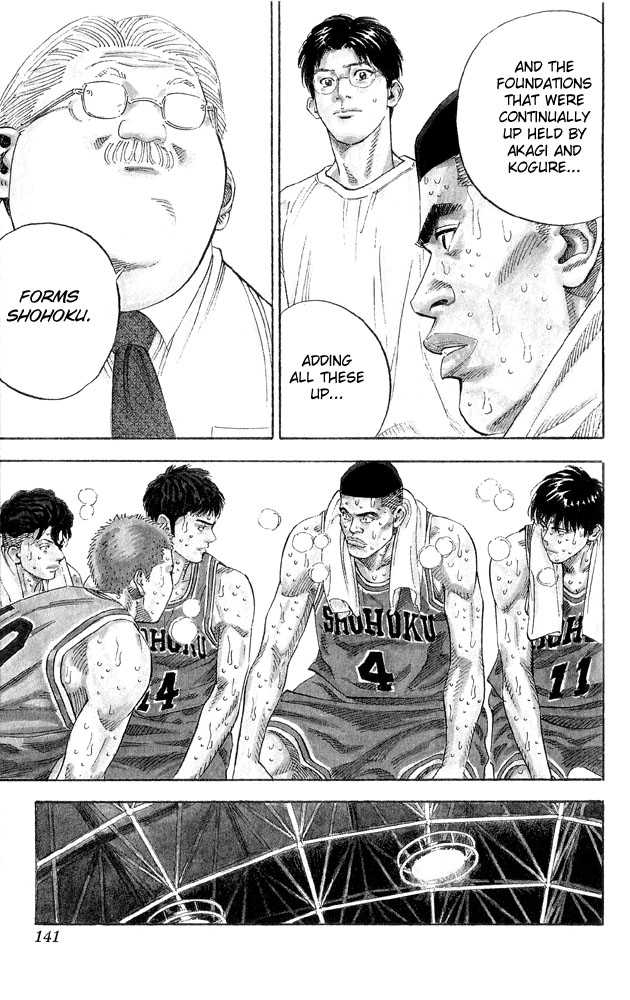 AND THE
FOUNDATIONS
THAT WERE
CONTINUALLY
UP HELD BY
AKAGI AND
KOGURE...
ADDING
ALL THESE
UP...
FORMS
SHOHOKU.
14
SHOHOKU
4
SHOH
11
141